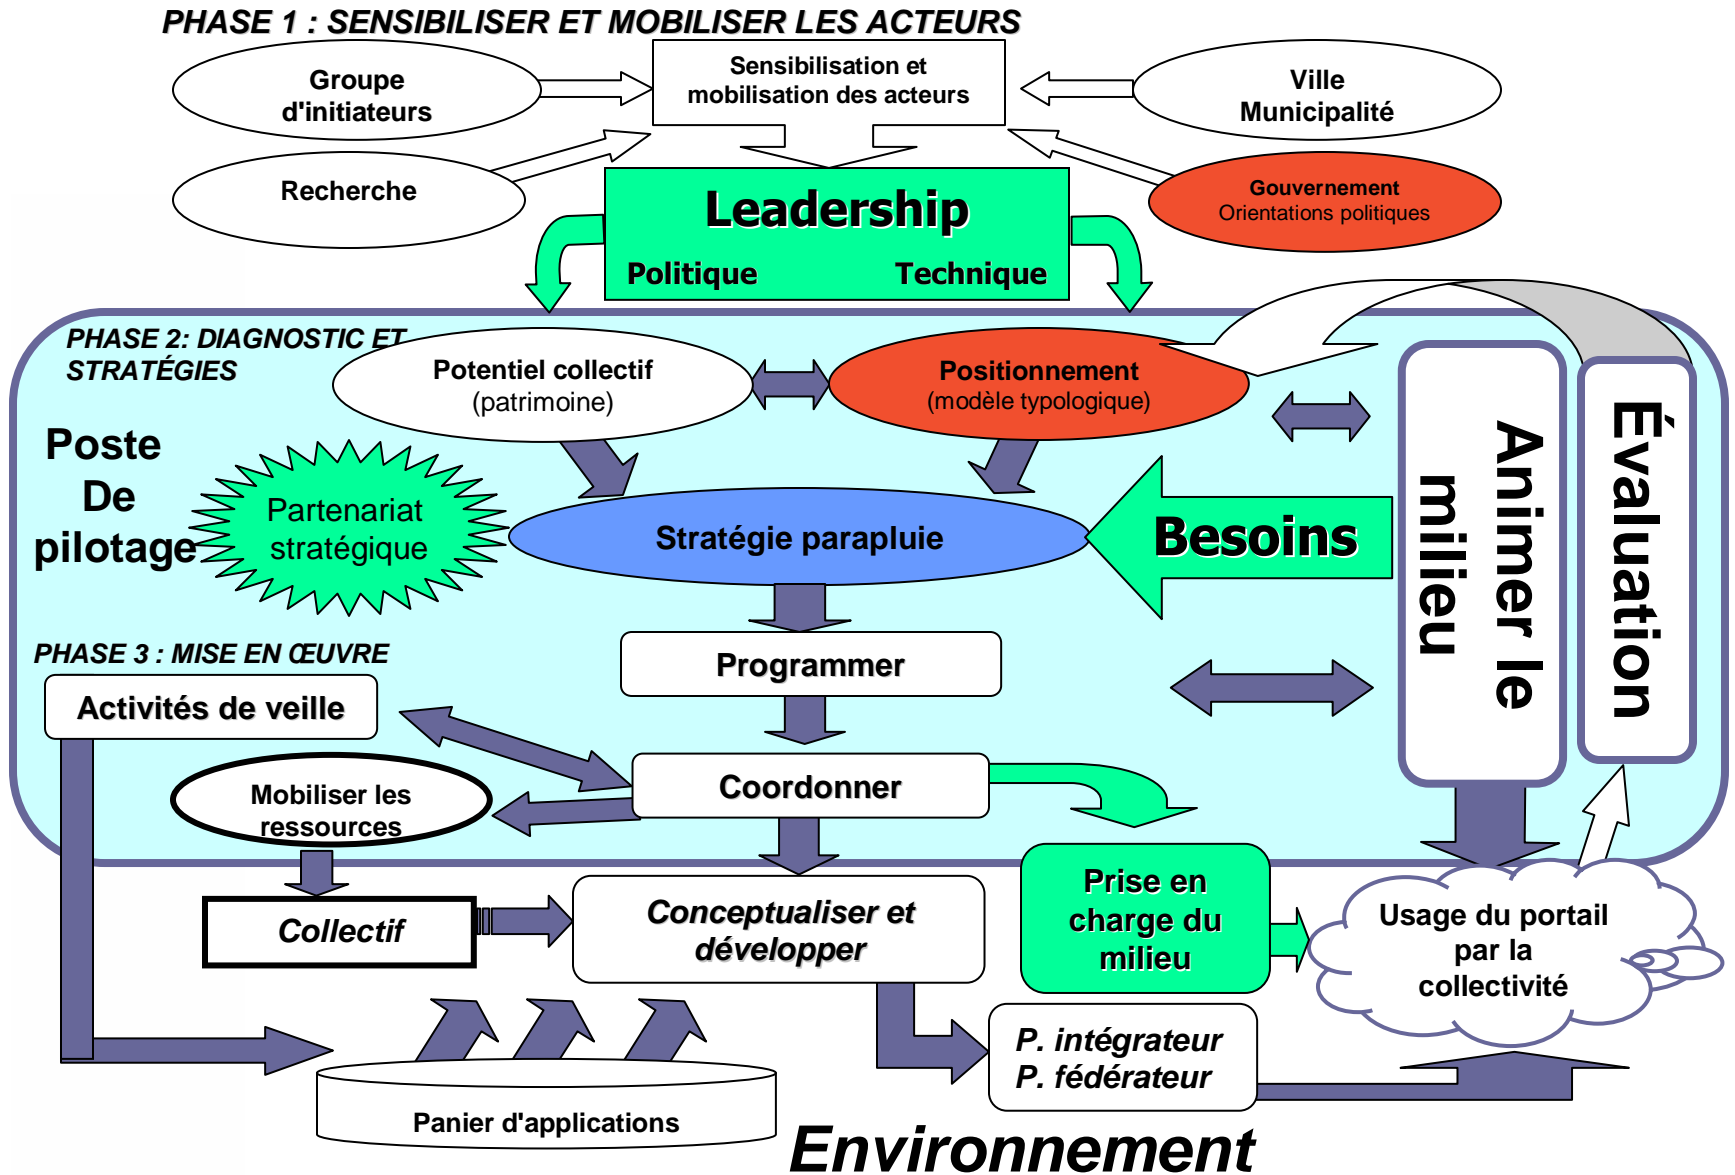 PHASE 1 : SENSIBILISER ET MOBILISER LES ACTEURS
Groupe
d'initiateurs
Sensibilisation et
mobilisation des acteurs
Ville
Municipalité
Recherche
Gouvernement
Orientations politiques
Leadership
Politique Technique
PHASE 2: DIAGNOSTIC ET
STRATÉGIES
Potentiel collectif
(patrimoine)
Positionnement
(modèle typologique)
Poste
De
pilotage
Partenariat
stratégique
Stratégie parapluie
Besoins
Animer le
milieu
Évaluation
Programmer
PHASE 3 : MISE EN ŒUVRE
Activités de veille
Coordonner
Mobiliser les
ressources
Collectif
Conceptualiser et
développer
Prise en
charge du
milieu
Usage du portail
par la
collectivité
P. intégrateur
P. fédérateur
Panier d'applications
Environnement